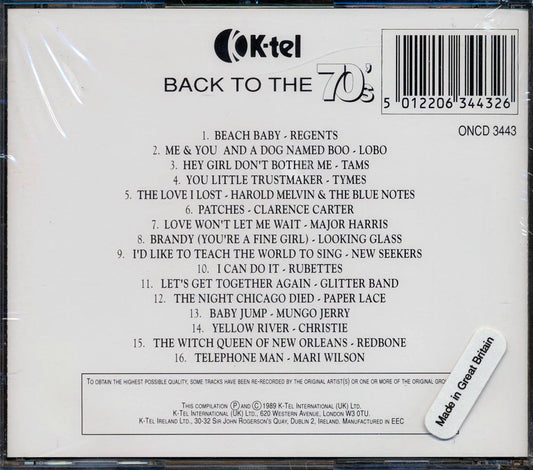 K-tel
BACK TO THE 70's
5 012206 344326
ONCD 3443
1. BEACH BABY - REGENTS
2. ME & YOU AND A DOG NAMED BOO - LOBO
3. HEY GIRL DON'T BOTHER ME - TAMS
4. YOU LITTLE TRUSTMAKER - TYMES
5. THE LOVE I LOST - HAROLD MELVIN & THE BLUE NOTES
6. PATCHES - CLARENCE CARTER
7. LOVE WON'T LET ME WAIT - MAJOR HARRIS
8. BRANDY (YOU'RE A FINE GIRL) - LOOKING GLASS
9. I'D LIKE TO TEACH THE WORLD TO SING - NEW SEEKERS
10. I CAN DO IT - RUBETTES
11. LET'S GET TOGETHER AGAIN - GLITTER BAND
12. THE NIGHT CHICAGO DIED - PAPER LACE
13. BABY JUMP - MUNGO JERRY
14. YELLOW RIVER - CHRISTIE
15. THE WITCH QUEEN OF NEW ORLEANS - REDBONE
16. TELEPHONE MAN - MARI WILSON
TO OBTAIN THE HIGHEST POSSIBLE QUALITY, SOME TRACKS HAVE BEEN RE-RECORDED BY THE ORIGINAL ARTIST(S) OR ONE OR MORE OF THE ORIGINAL
THIS COMPILATION Ⓟ AND © 1989 K-TEL INTERNATIONAL (UK) LTD.
K-TEL INTERNATIONAL (UK) LTD., 620 WESTERN AVENUE, LONDON W3 0TU.
K-TEL IRELAND LTD., 30-32 SIR JOHN ROGERSON'S QUAY, DUBLIN 2, IRELAND. MANUFACTURED IN EEC
Made in Great Britain